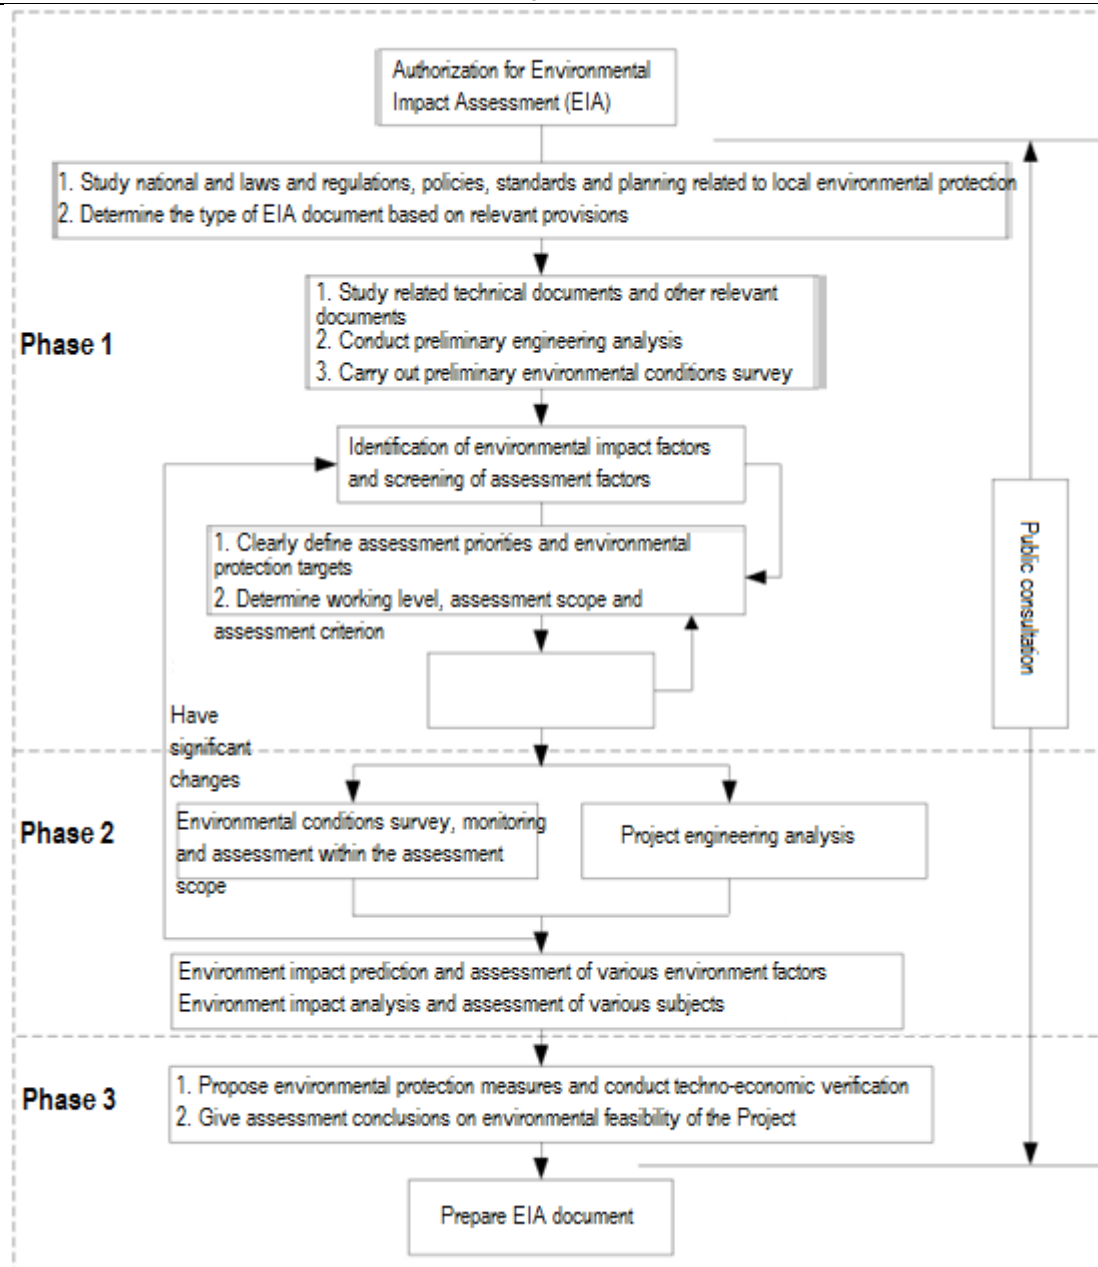 Authorization for Environmental
Impact Assessment (EIA)
1. Study national and laws and regulations, policies, standards and planning related to local environmental protection
2. Determine the type of EIA document based on relevant provisions
1. Study related technical documents and other relevant
documents
2. Conduct preliminary engineering analysis
3. Carry out preliminary environmental conditions survey
Phase 1
Identification of environmental impact factors
and screening of assessment factors
1. Clearly define assessment priorities and environmental
protection targets
2. Determine working level, assessment scope and
assessment criterion
Public consultation
Have
significant
changes
Phase 2
Environmental conditions survey, monitoring
and assessment within the assessment
scope
Project engineering analysis
Environment impact prediction and assessment of various environment factors
Environment impact analysis and assessment of various subjects
Phase 3
1. Propose environmental protection measures and conduct techno-economic verification
2. Give assessment conclusions on environmental feasibility of the Project
Prepare EIA document